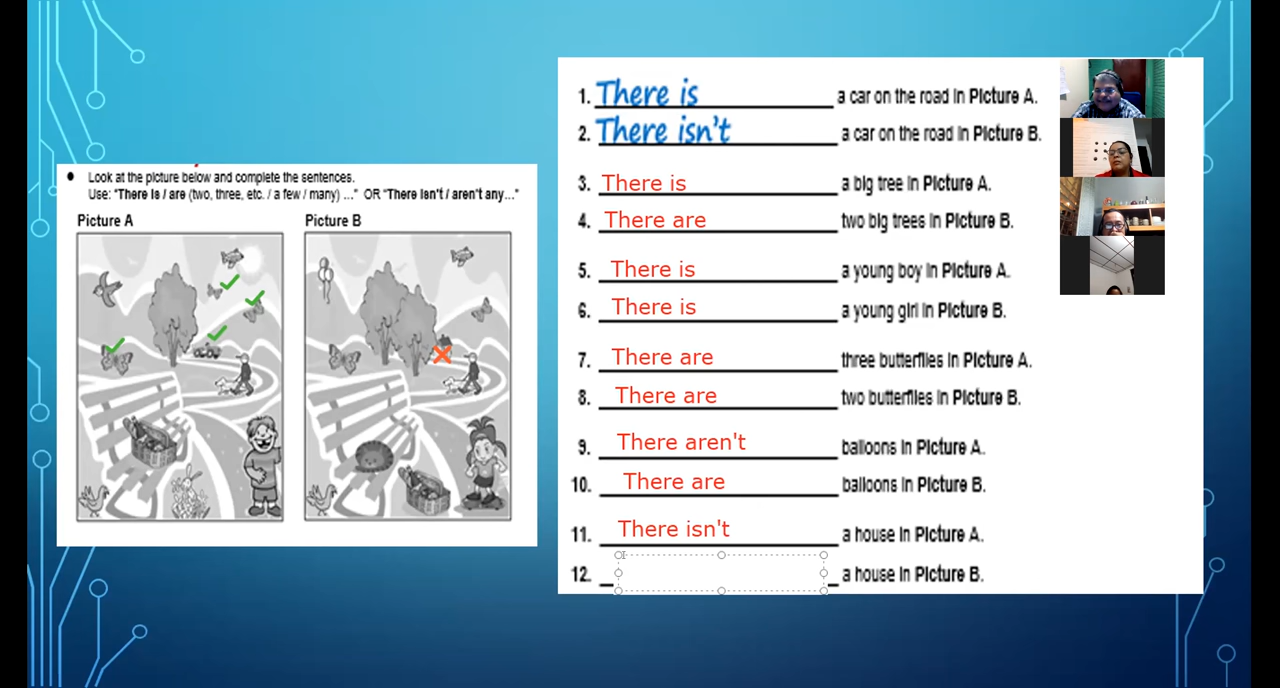 Look at the picture below and complete the sentences.
Use: "There is / are (two, three, etc. / a few / many) ..." OR "There isn't / aren't any..."
Picture A
Picture B
1. There is a car on the road in Picture A.
2. There isn't a car on the road in Picture B.
3. There is a big tree in Picture A.
4. There are two big trees in Picture B.
5. There is a young boy in Picture A.
6. There is a young girl in Picture B.
7. There are three butterflies in Picture A.
8. There are two butterflies in Picture B.
9. There aren't balloons in Picture A.
10. There are balloons in Picture B.
11. There isn't a house in Picture A.
12. a house in Picture B.